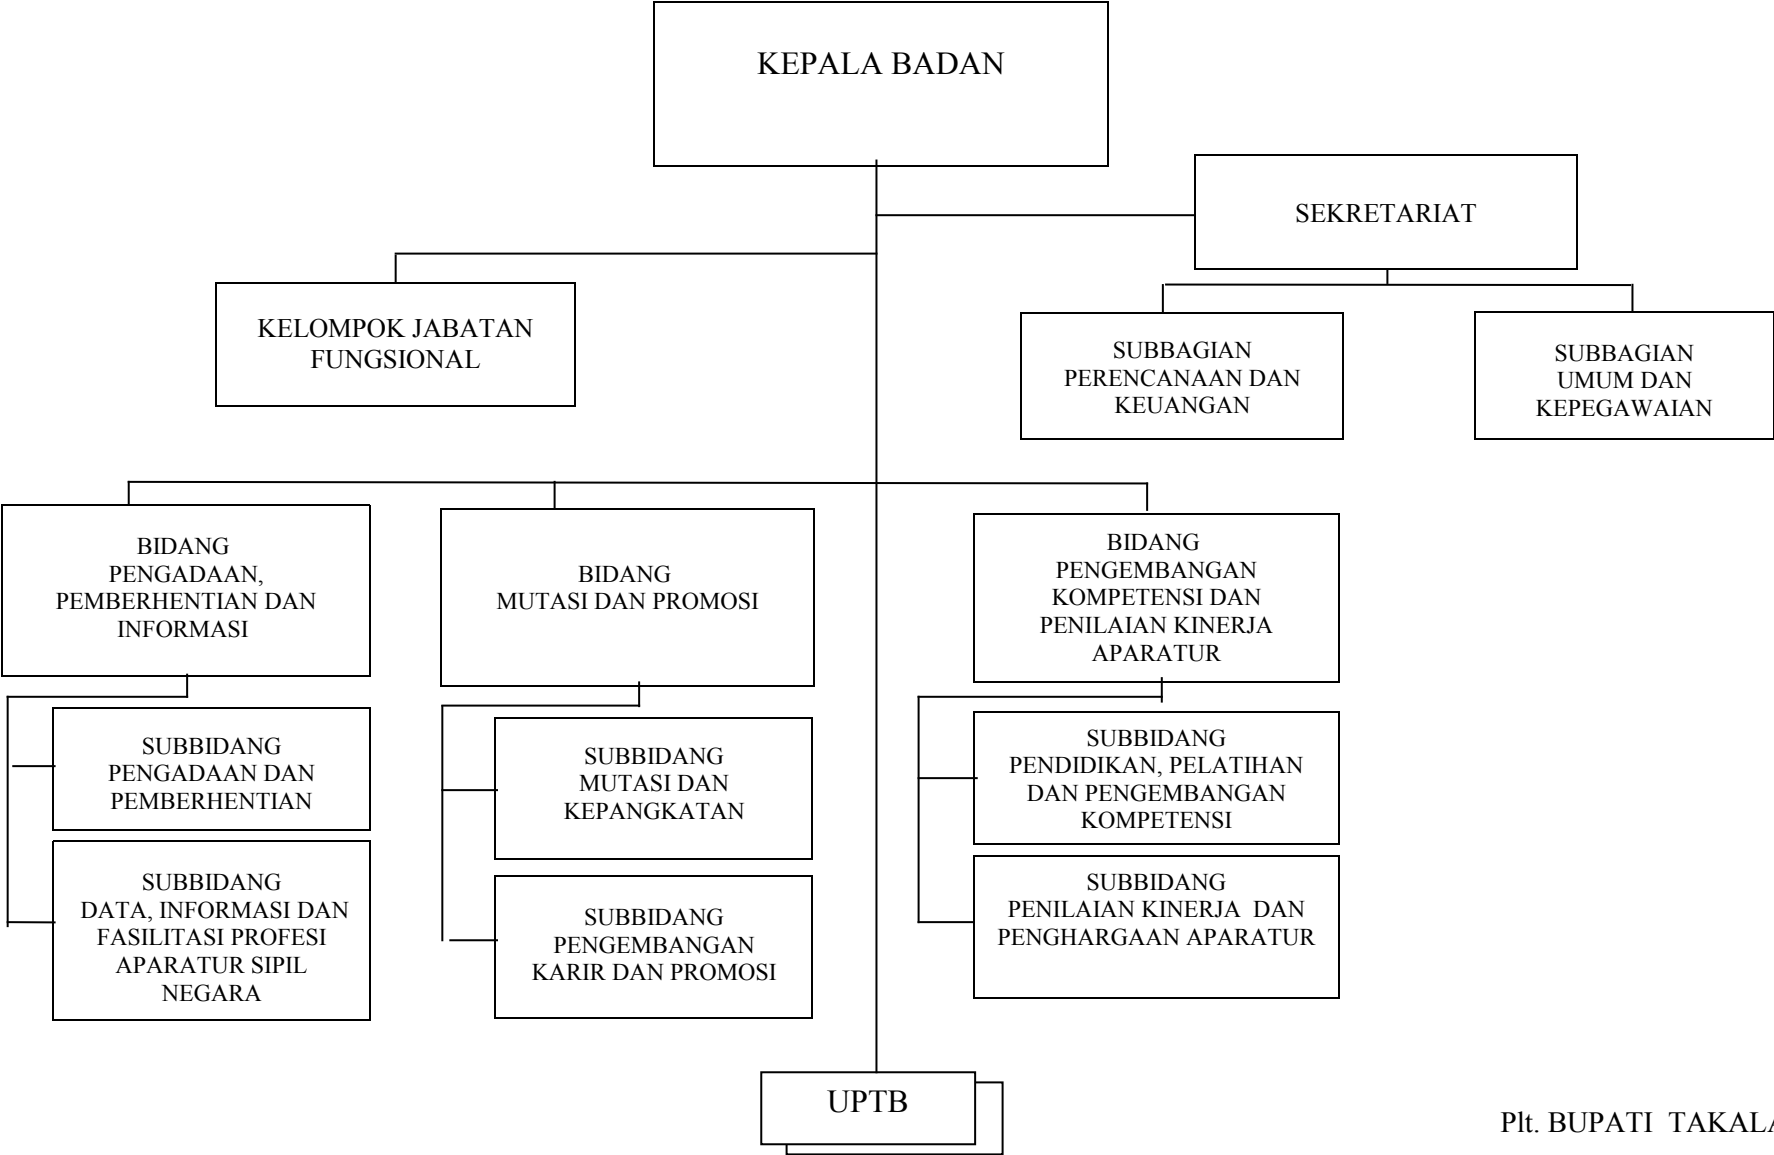 KEPALA BADAN
SEKRETARIAT
KELOMPOK JABATAN
FUNGSIONAL
SUBBAGIAN
PERENCANAAN DAN
KEUANGAN
SUBBAGIAN
UMUM DAN
KEPEGAWAIAN
BIDANG
PENGADAAN,
PEMBERHENTIAN DAN
INFORMASI
BIDANG
MUTASI DAN PROMOSI
BIDANG
PENGEMBANGAN
KOMPETENSI DAN
PENILAIAN KINERJA
APARATUR
SUBBIDANG
PENGADAAN DAN
PEMBERHENTIAN
SUBBIDANG
MUTASI DAN
KEPANGKATAN
SUBBIDANG
PENDIDIKAN, PELATIHAN
DAN PENGEMBANGAN
KOMPETENSI
SUBBIDANG
DATA, INFORMASI DAN
FASILITASI PROFESI
APARATUR SIPIL
NEGARA
SUBBIDANG
PENGEMBANGAN
KARIR DAN PROMOSI
SUBBIDANG
PENILAIAN KINERJA DAN
PENGHARGAAN APARATUR
UPTB
Plt. BUPATI TAKALA